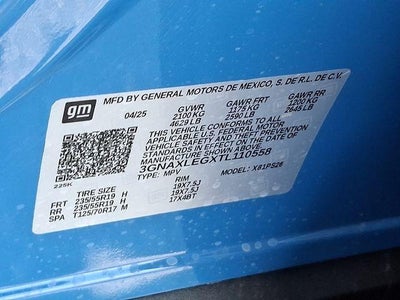 gm
MFD BY GENERAL MOTORS DE MEXICO, S. DE R.L. DE C.V.
04/25 GVWR GAWR FRT GAWR RR
2100 KG 1175 KG 1200 KG
4629 LB 2590 LB 2645 LB
THIS VEHICLE CONFORMS TO ALL APPLICABLE
U.S. FEDERAL MOTOR
VEHICLE SAFETY AND THEFT PREVENTION
STANDARDS IN EFFECT ON THE DATE OF
MANUFACTURE SHOWN ABOVE
3GNAXLEGXTL110558
TYPE: MPV MODEL: X81PS26
225K
TIRE SIZE RIM
FRT 235/55R19 H 19X7.5J
RR 235/55R19 H 19X7.5J
SPA T125/70R17 M 17X4BT